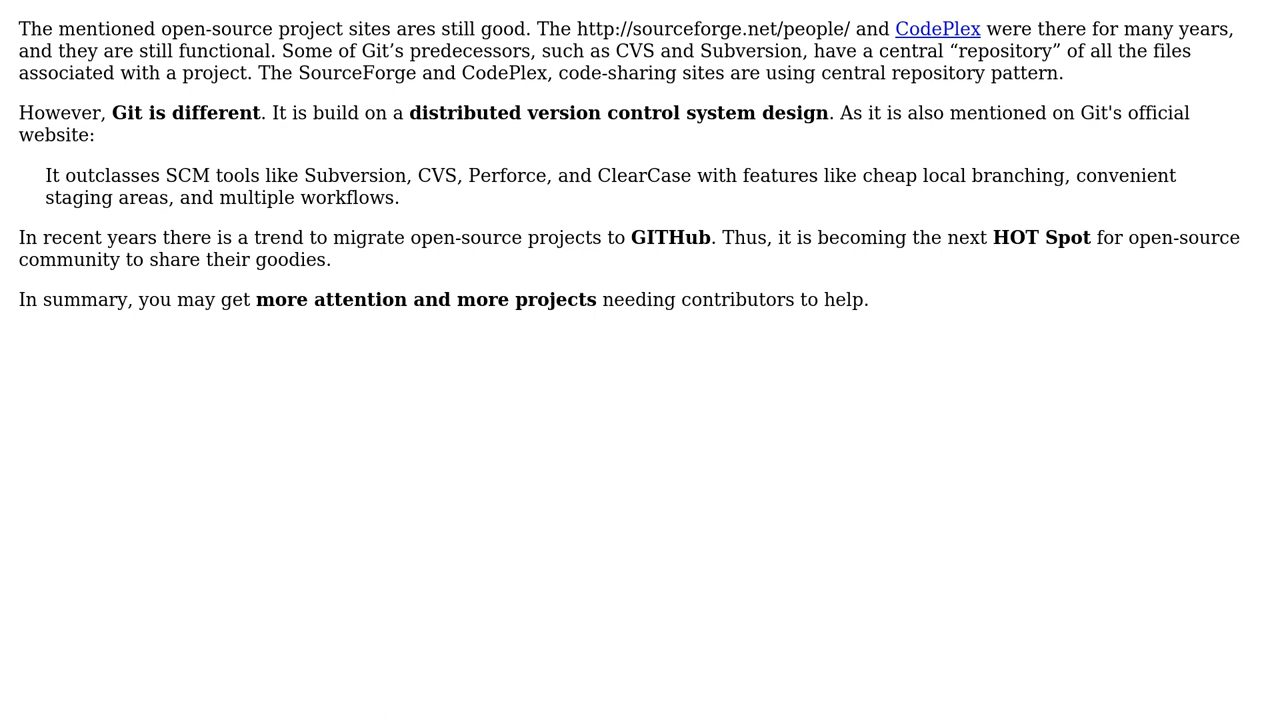 The mentioned open-source project sites ares still good. The http://sourceforge.net/people/ and CodePlex were there for many years,
and they are still functional. Some of Git’s predecessors, such as CVS and Subversion, have a central “repository” of all the files
associated with a project. The SourceForge and CodePlex, code-sharing sites are using central repository pattern.
However, Git is different. It is build on a distributed version control system design. As it is also mentioned on Git's official
website:
It outclasses SCM tools like Subversion, CVS, Perforce, and ClearCase with features like cheap local branching, convenient
staging areas, and multiple workflows.
In recent years there is a trend to migrate open-source projects to GITHub. Thus, it is becoming the next HOT Spot for open-source
community to share their goodies.
In summary, you may get more attention and more projects needing contributors to help.